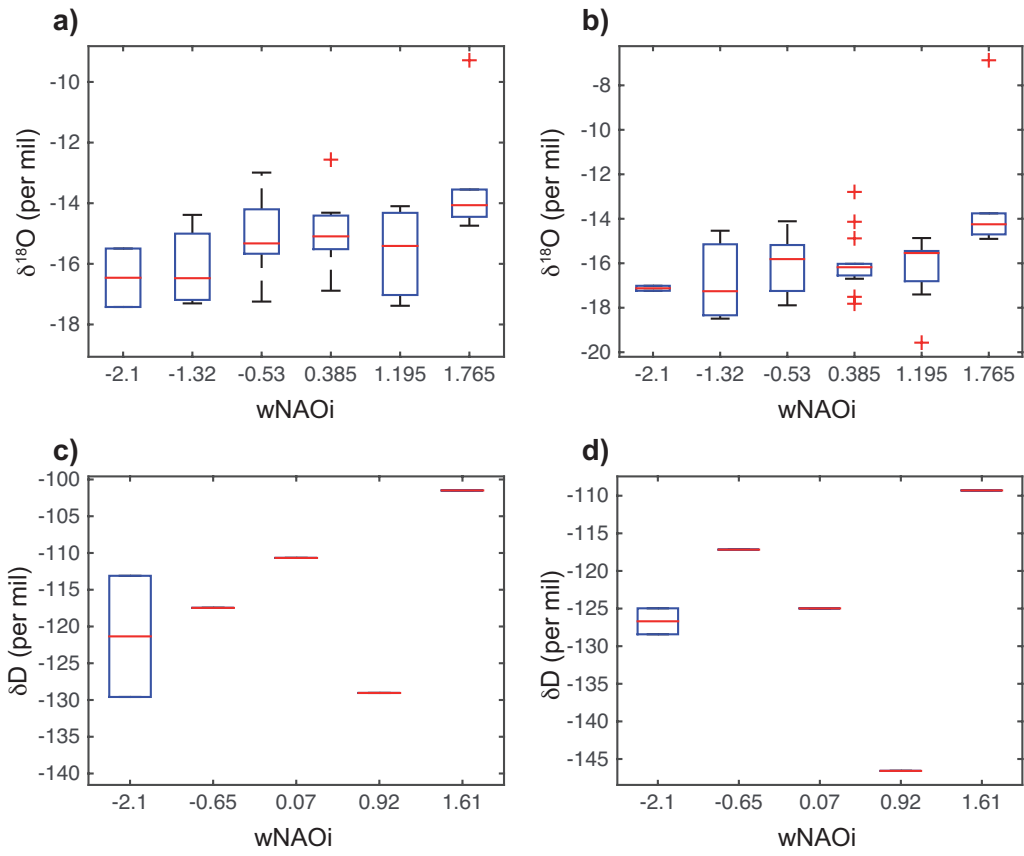 a)
δ18O (per mil)
-10
-12
-14
-16
-18
-2.1 -1.32 -0.53 0.385 1.195 1.765
wNAOi
b)
δ18O (per mil)
-8
-10
-12
-14
-16
-18
-20
-2.1 -1.32 -0.53 0.385 1.195 1.765
wNAOi
c)
δD (per mil)
-100
-105
-110
-115
-120
-125
-130
-135
-140
-2.1 -0.65 0.07 0.92 1.61
wNAOi
d)
δD (per mil)
-110
-115
-120
-125
-130
-135
-140
-145
-2.1 -0.65 0.07 0.92 1.61
wNAOi